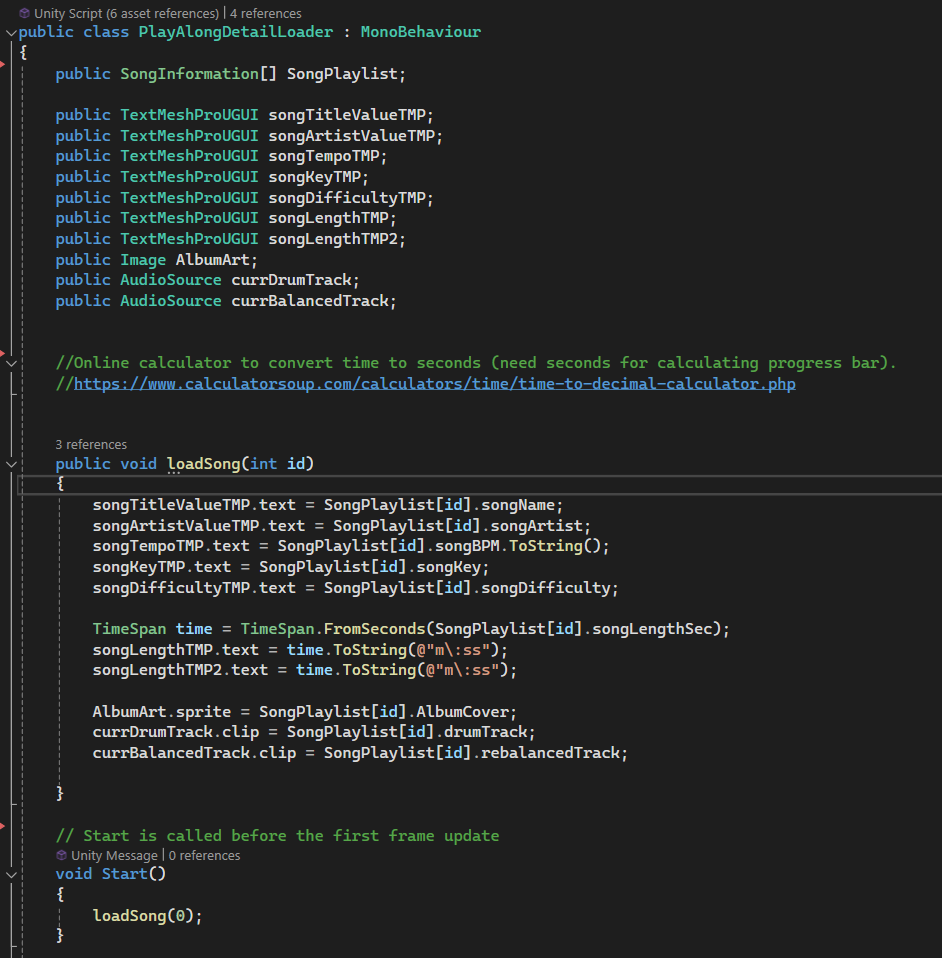 Unity Script (6 asset references) | 4 references
public class PlayAlongDetailLoader : MonoBehaviour
{
public SongInformation[] SongPlaylist;
public TextMeshProUGUI songTitleValueTMP;
public TextMeshProUGUI songArtistValueTMP;
public TextMeshProUGUI songTempoTMP;
public TextMeshProUGUI songKeyTMP;
public TextMeshProUGUI songDifficultyTMP;
public TextMeshProUGUI songLengthTMP;
public TextMeshProUGUI songLengthTMP2;
public Image AlbumArt;
public AudioSource currDrumTrack;
public AudioSource currBalancedTrack;
//Online calculator to convert time to seconds (need seconds for calculating progress bar).
//https://www.calculatorsoup.com/calculators/time/time-to-decimal-calculator.php
3 references
public void loadSong(int id)
{
songTitleValueTMP.text = SongPlaylist[id].songName;
songArtistValueTMP.text = SongPlaylist[id].songArtist;
songTempoTMP.text = SongPlaylist[id].songBPM.ToString();
songKeyTMP.text = SongPlaylist[id].songKey;
songDifficultyTMP.text = SongPlaylist[id].songDifficulty;
TimeSpan time = TimeSpan.FromSeconds(SongPlaylist[id].songLengthSec);
songLengthTMP.text = time.ToString(@"m\:ss");
songLengthTMP2.text = time.ToString(@"m\:ss");
AlbumArt.sprite = SongPlaylist[id].AlbumCover;
currDrumTrack.clip = SongPlaylist[id].drumTrack;
currBalancedTrack.clip = SongPlaylist[id].rebalancedTrack;
}
// Start is called before the first frame update
Unity Message | 0 references
void Start()
{
loadSong(0);
}